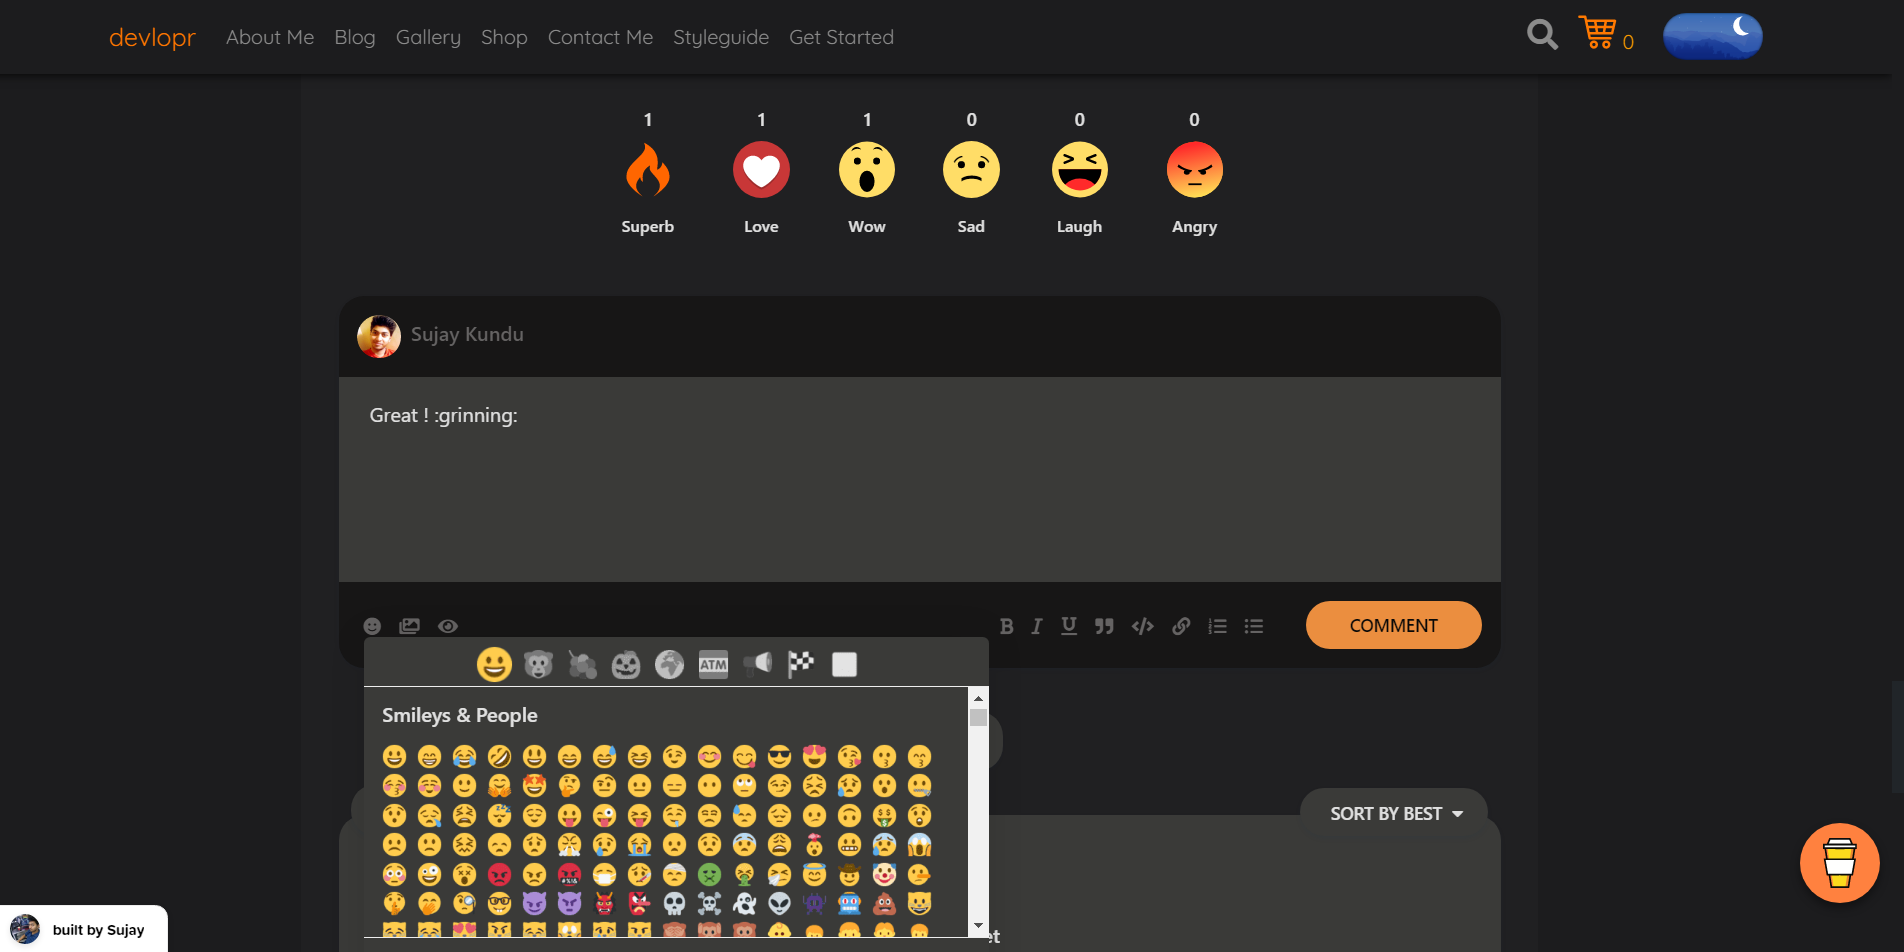 devlopr About Me Blog Gallery Shop Contact Me Styleguide Get Started 0
1 1 1 0 0 0
Superb Love Wow Sad Laugh Angry
Sujay Kundu
Great ! :grinning:
B I U COMMENT
ATM
Smileys & People
SORT BY BEST
built by Sujay